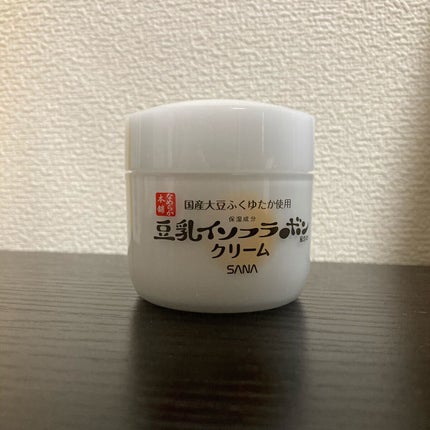 なめらか
本舗
国産大豆ふくゆたか使用
保湿成分
豆乳イソフラボン
クリーム
SANA